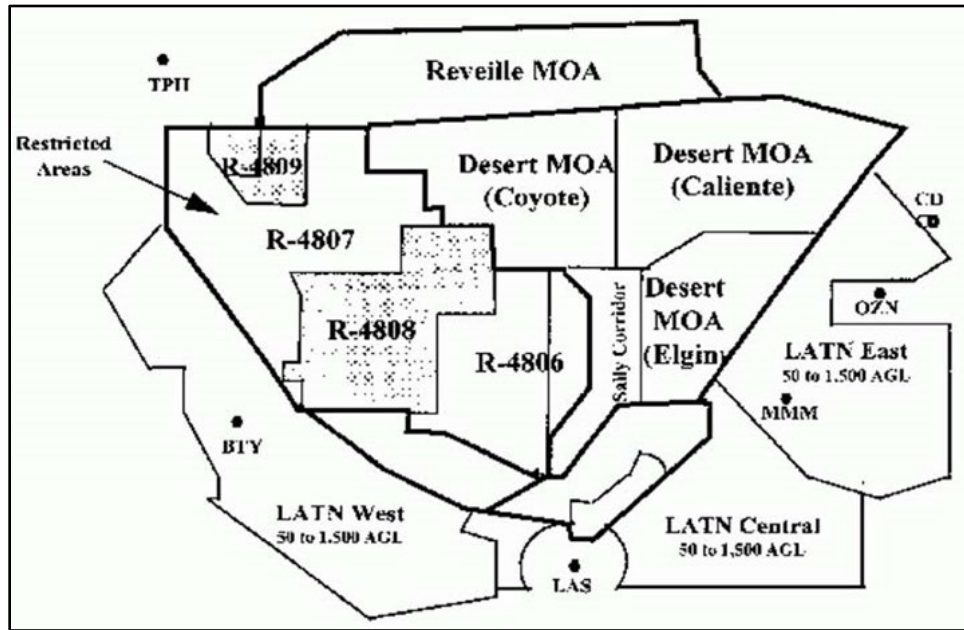 Reveille MOA
TPH
Restricted
Areas
R-4809
Desert MOA
(Coyote)
Desert MOA
(Caliente)
CD
R-4807
OZN
Desert
MOA
(Elgin)
Sally Corridor
R-4808
R-4806
LATN East
50 to 1.500 AGL
MMM
BTY
LATN West
50 to 1.500 AGL
LATN Central
50 to 1,500 AGL
LAS